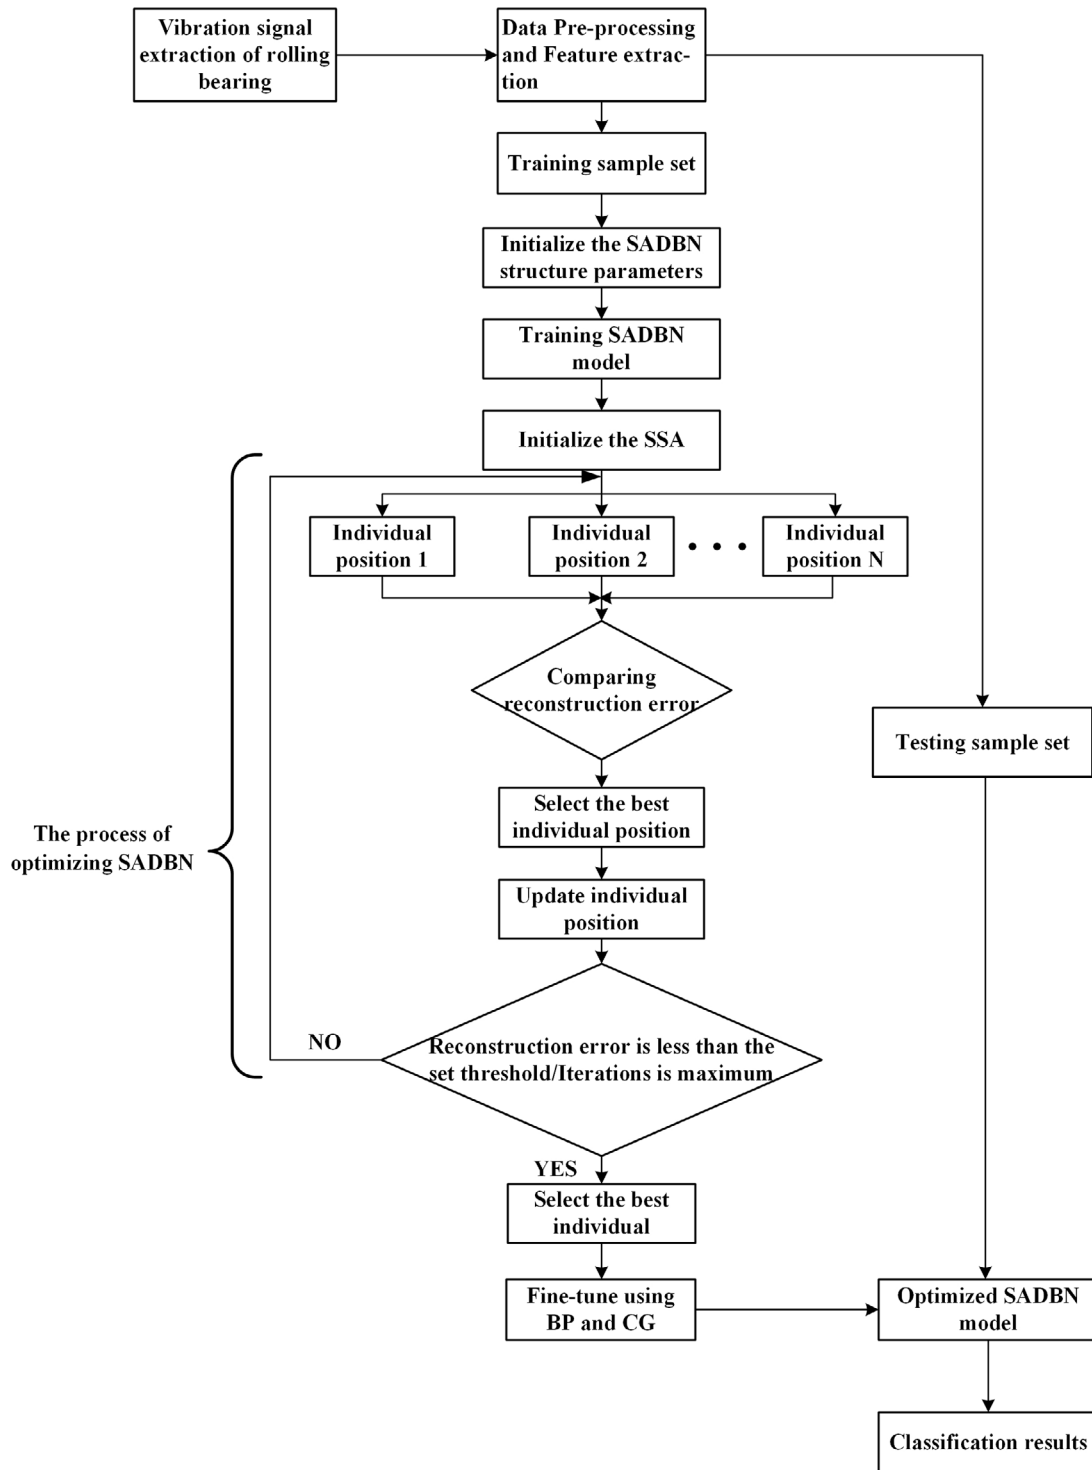 Vibration signal
extraction of rolling
bearing
Data Pre-processing
and Feature extrac-
tion
Training sample set
Initialize the SADBN
structure parameters
Training SADBN
model
Initialize the SSA
Individual
position 1
Individual
position 2
• • •
Individual
position N
Comparing
reconstruction error
Testing sample set
Select the best
individual position
The process of
optimizing SADBN
Update individual
position
NO
Reconstruction error is less than the
set threshold/Iterations is maximum
YES
Select the best
individual
Fine-tune using
BP and CG
Optimized SADBN
model
Classification results